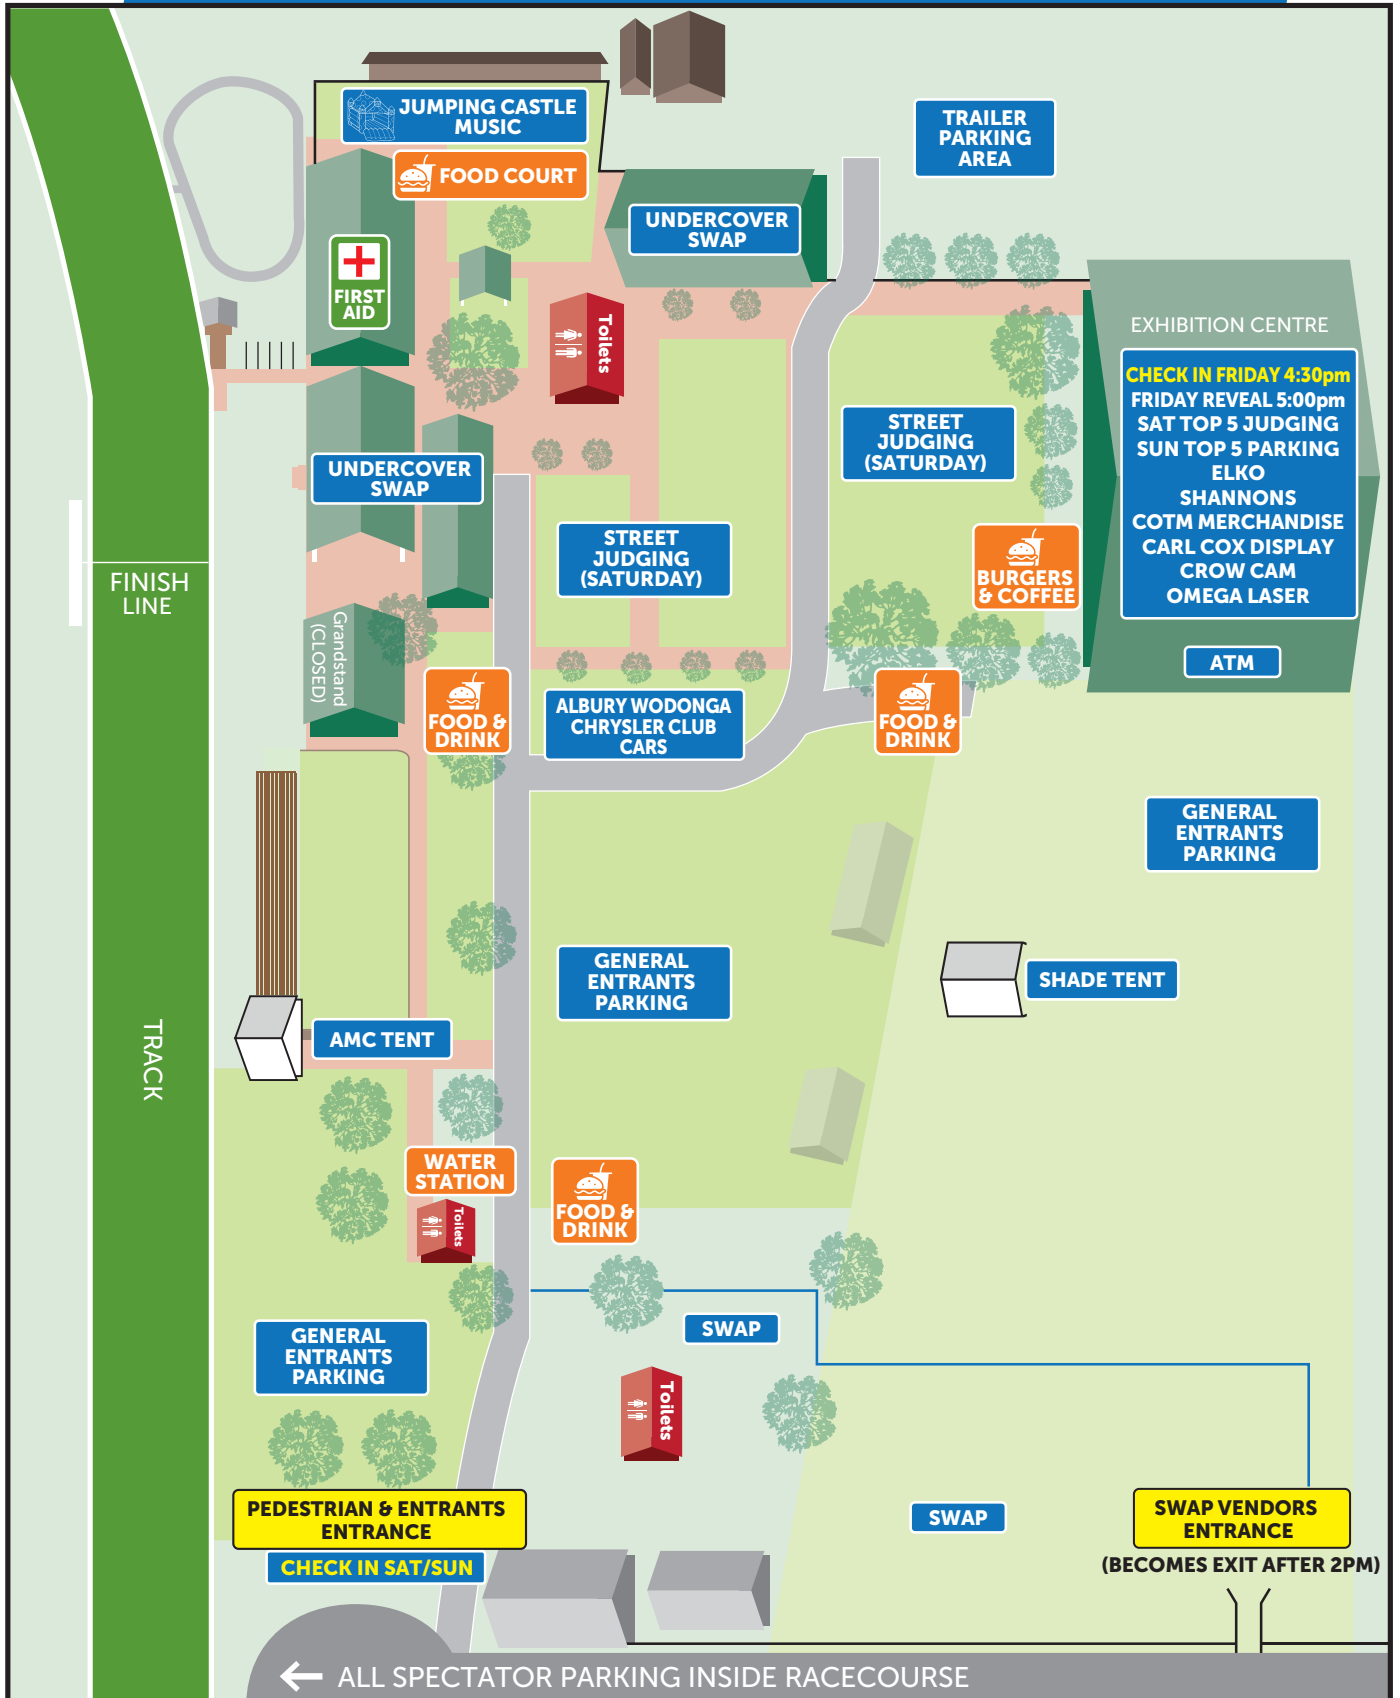 JUMPING CASTLE
MUSIC
FOOD COURT
TRAILER
PARKING
AREA
UNDERCOVER
SWAP
FIRST
AID
Toilets
EXHIBITION CENTRE
CHECK IN FRIDAY 4:30pm
FRIDAY REVEAL 5:00pm
SAT TOP 5 JUDGING
SUN TOP 5 PARKING
ELKO
SHANNONS
COTM MERCHANDISE
CARL COX DISPLAY
CROW CAM
OMEGA LASER
ATM
STREET
JUDGING
(SATURDAY)
UNDERCOVER
SWAP
STREET
JUDGING
(SATURDAY)
BURGERS
& COFFEE
FINISH
LINE
Grandstand
(CLOSED)
FOOD &
DRINK
ALBURY WODONGA
CHRYSLER CLUB
CARS
FOOD &
DRINK
GENERAL
ENTRANTS
PARKING
GENERAL
ENTRANTS
PARKING
SHADE TENT
AMC TENT
TRACK
WATER
STATION
Toilets
FOOD &
DRINK
SWAP
GENERAL
ENTRANTS
PARKING
Toilets
PEDESTRIAN & ENTRANTS
ENTRANCE
CHECK IN SAT/SUN
SWAP
SWAP VENDORS
ENTRANCE
(BECOMES EXIT AFTER 2PM)
ALL SPECTATOR PARKING INSIDE RACECOURSE